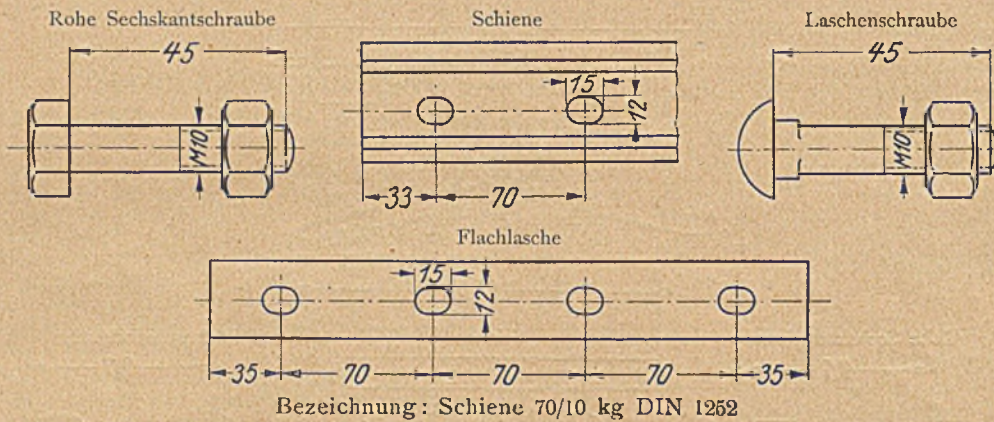 Rohe Sechskantschraube
45
M10
Schiene
15
12
33 70
Laschenschraube
45
M10
Flachlasche
15
12
35 70 70 70 35
Bezeichnung: Schiene 70/10 kg DIN 1252